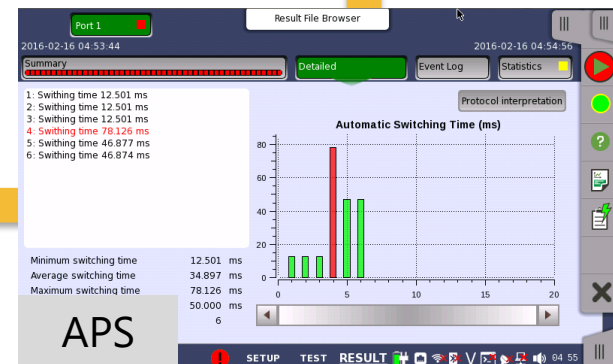 Port 1
Result File Browser
2016-02-16 04:53:44
2016-02-16 04:54:56
Summary
Detailed
Event Log
Statistics
1: Swithing time 12.501 ms
2: Swithing time 12.501 ms
3: Swithing time 12.501 ms
4: Swithing time 78.126 ms
5: Swithing time 46.877 ms
6: Swithing time 46.874 ms
Protocol interpretation
Automatic Switching Time (ms)
80
60
40
20
0
0 5 10 15 20
Minimum switching time 12.501 ms
Average switching time 34.897 ms
Maximum switching time 78.126 ms
50.000 ms
6
APS
SETUP TEST RESULT 04 55